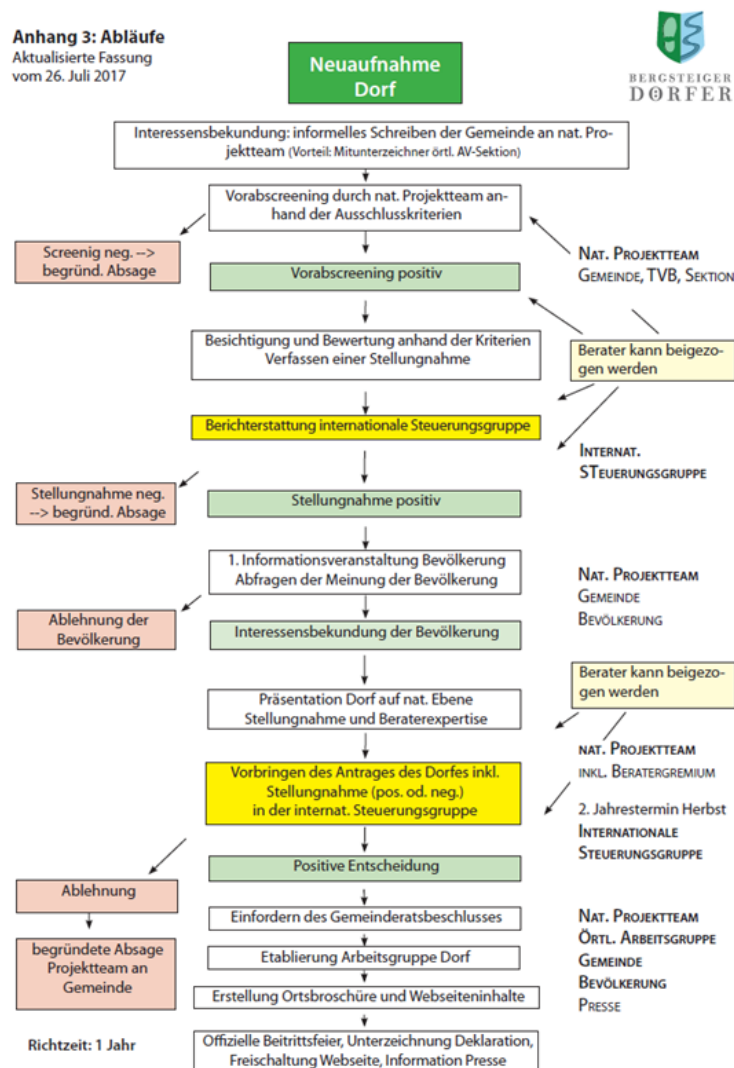 Anhang 3: Abläufe
Aktualisierte Fassung
vom 26. Juli 2017
Neuaufnahme
Dorf
BERGSTEIGER
DÖRFER
Interessensbekundung: informelles Schreiben der Gemeinde an nat. Pro-
jektteam (Vorteil: Mitunterzeichner örtl. AV-Sektion)
Vorabscreening durch nat. Projektteam an-
hand der Ausschlusskriterien
Screenig neg. -->
begründ. Absage
Vorabscreening positiv
NAT. PROJEKTTEAM
GEMEINDE, TVB, SEKTION
Besichtigung und Bewertung anhand der Kriterien
Verfassen einer Stellungnahme
Berater kann beigezo-
gen werden
Berichterstattung internationale Steuerungsgruppe
INTERNAT.
STEUERUNGSGRUPPE
Stellungnahme neg.
--> begründ. Absage
Stellungnahme positiv
1. Informationsveranstaltung Bevölkerung
Abfragen der Meinung der Bevölkerung
NAT. PROJEKTTEAM
GEMEINDE
BEVÖLKERUNG
Ablehnung der
Bevölkerung
Interessensbekundung der Bevölkerung
Berater kann beigezo-
gen werden
Präsentation Dorf auf nat. Ebene
Stellungnahme und Beraterexpertise
NAT. PROJEKTTEAM
INKL. BERATERGREMIUM
Vorbringen des Antrages des Dorfes inkl.
Stellungnahme (pos. od. neg.)
in der internat. Steuerungsgruppe
2. Jahrestermin Herbst
INTERNATIONALE
STEUERUNGSGRUPPE
Positive Entscheidung
Ablehnung
begründete Absage
Projektteam an
Gemeinde
Einfordern des Gemeinderatsbeschlusses
Etablierung Arbeitsgruppe Dorf
Erstellung Ortsbroschüre und Webseiteninhalte
NAT. PROJEKTTEAM
ÖRTL. ARBEITSGRUPPE
GEMEINDE
BEVÖLKERUNG
PRESSE
Richtzeit: 1 Jahr
Offizielle Beitrittsfeier, Unterzeichnung Deklaration,
Freischaltung Webseite, Information Presse